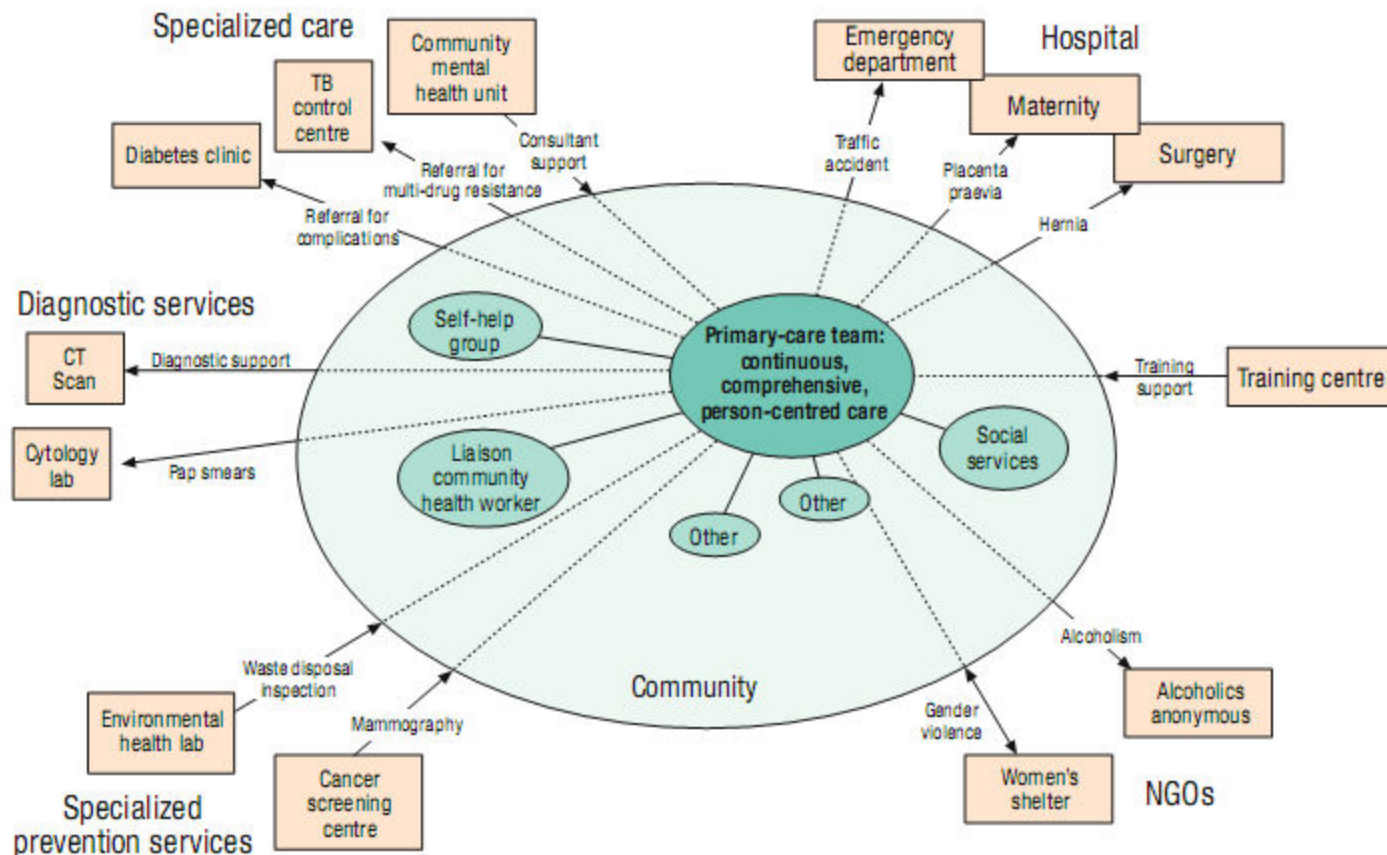 Specialized care
Community
mental
health unit
TB
control
centre
Diabetes clinic
Consultant
support
Referral for
multi-drug resistance
Referral for
complications
Emergency
department
Hospital
Maternity
Surgery
Traffic
accident
Placenta
praevia
Hernia
Diagnostic services
CT
Scan
Diagnostic support
Cytology
lab
Pap smears
Self-help
group
Primary-care team:
continuous,
comprehensive,
person-centred care
Liaison
community
health worker
Other
Other
Social
services
Training
support
Training centre
Community
Waste disposal
inspection
Environmental
health lab
Mammography
Cancer
screening
centre
Specialized
prevention services
Gender
violence
Women's
shelter
Alcoholism
Alcoholics
anonymous
NGOs